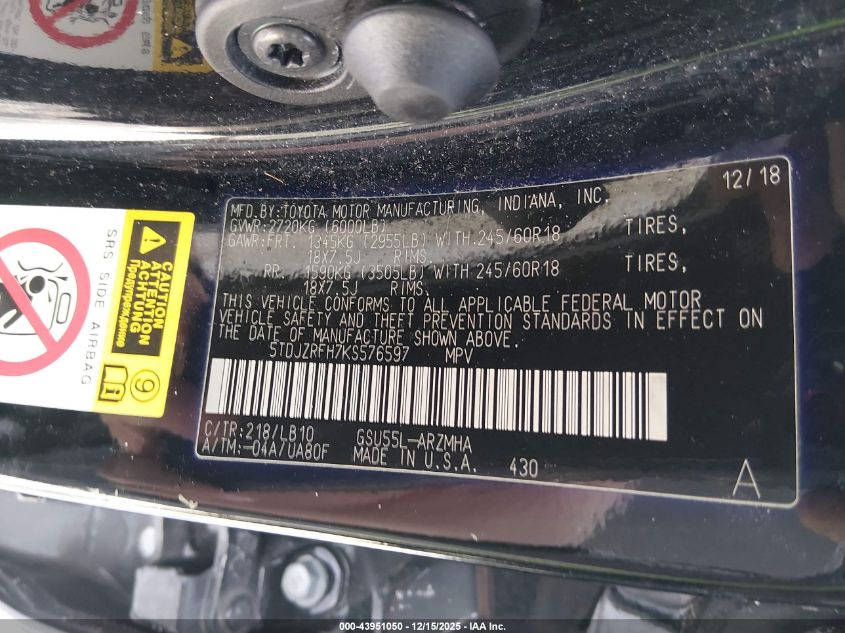 12/18
MFD.BY:TOYOTA MOTOR MANUFACTURING, INDIANA, INC.
GVWR:2720KG (6000LB)
GAWR:FRT. 1345KG (2955LB) WITH 245/60R18 TIRES,
18X7.5J RIMS.
RR. 1590KG (3505LB) WITH 245/60R18 TIRES,
18X7.5J RIMS.
THIS VEHICLE CONFORMS TO ALL APPLICABLE FEDERAL MOTOR
VEHICLE SAFETY AND THEFT PREVENTION STANDARDS IN EFFECT ON
THE DATE OF MANUFACTURE SHOWN ABOVE.
5TDJZRFH7KS576597 MPV
C/TR:218/LB10 GSU55L-ARZMHA
A/TM:-04A/UA80F MADE IN U.S.A. 430
A
SRS SIDE AIRBAG
CAUTION
ATTENTION
ACHTUNG
Предупреждение
9
000-43951050 - 12/15/2025 - IAA Inc.